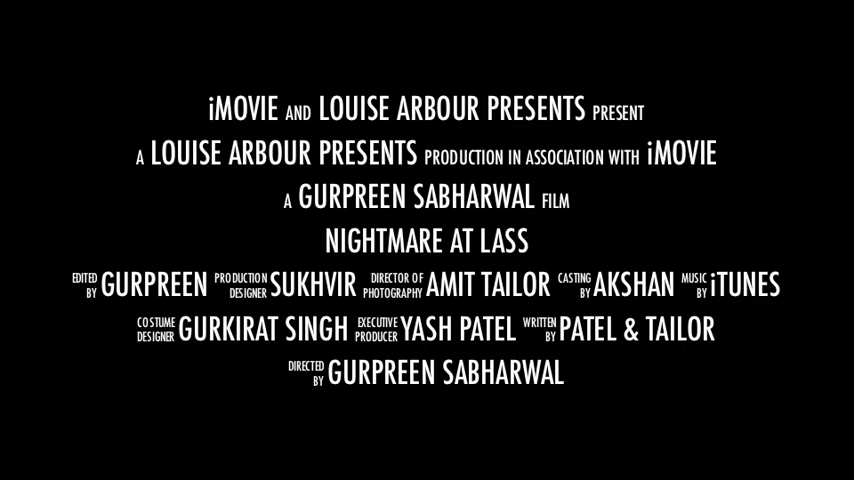 iMOVIE AND LOUISE ARBOUR PRESENTS PRESENT
A LOUISE ARBOUR PRESENTS PRODUCTION IN ASSOCIATION WITH iMOVIE
A GURPREEN SABHARWAL FILM
NIGHTMARE AT LASS
EDITED BY GURPREEN PRODUCTION DESIGNER SUKHVIR DIRECTOR OF PHOTOGRAPHY AMIT TAILOR CASTING BY AKSHAN MUSIC BY iTUNES
COSTUME DESIGNER GURKIRAT SINGH EXECUTIVE PRODUCER YASH PATEL WRITTEN BY PATEL & TAILOR
DIRECTED BY GURPREEN SABHARWAL